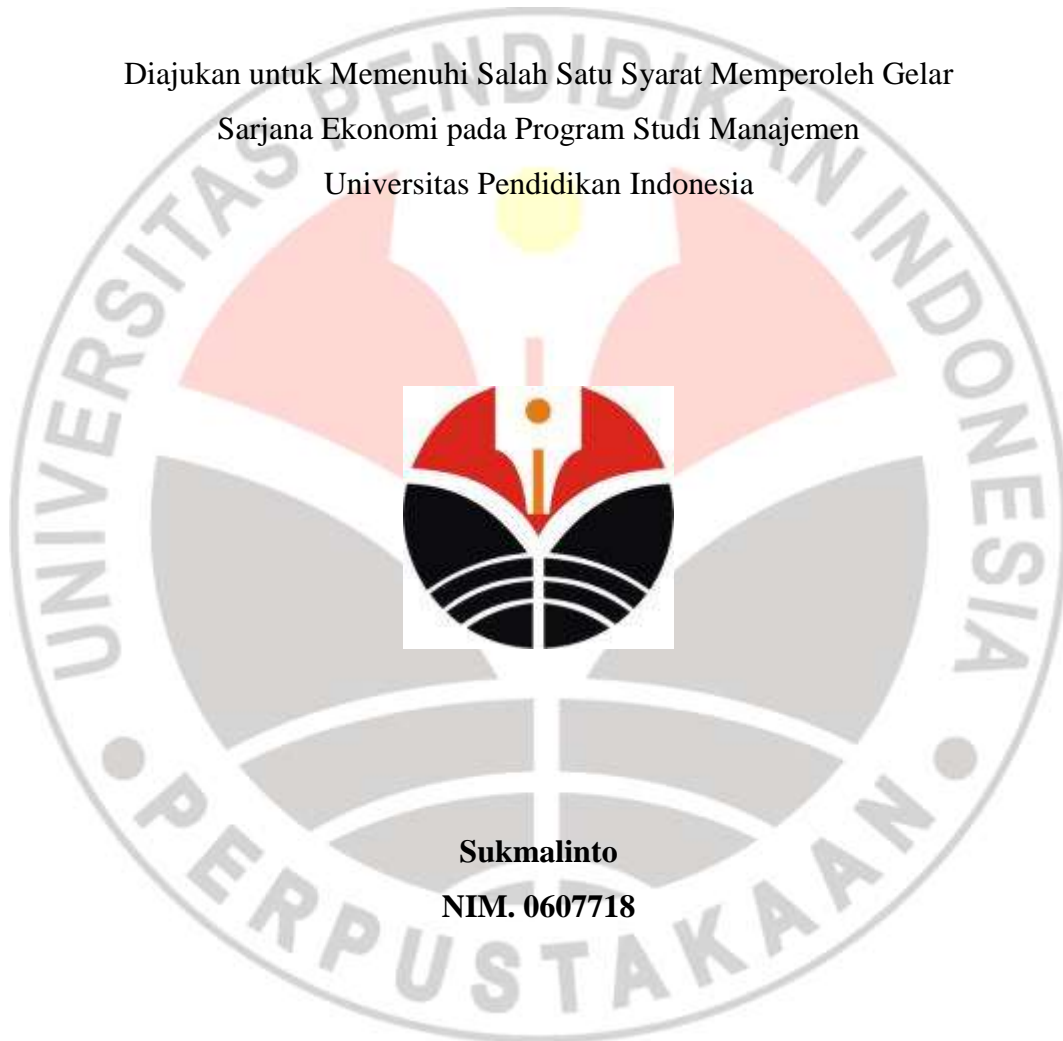 Diajukan untuk Memenuhi Salah Satu Syarat Memperoleh Gelar
Sarjana Ekonomi pada Program Studi Manajemen
Universitas Pendidikan Indonesia
UNIVERSITAS PENDIDIKAN INDONESIA
Sukmalinto
NIM. 0607718
PERPUSTAKAAN